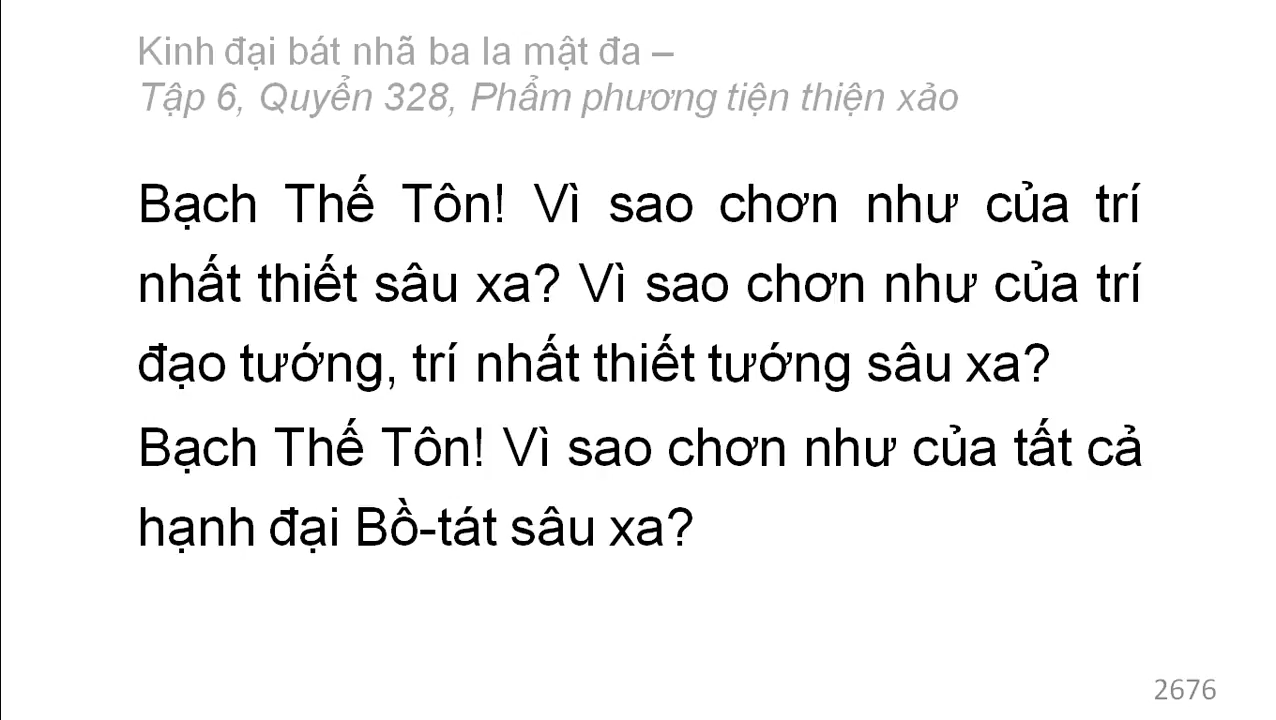 Kinh đại bát nhã ba la mật đa –
Tập 6, Quyển 328, Phẩm phương tiện thiện xảo
Bạch Thế Tôn! Vì sao chơn như của trí
nhất thiết sâu xa? Vì sao chơn như của trí
đạo tướng, trí nhất thiết tướng sâu xa?
Bạch Thế Tôn! Vì sao chơn như của tất cả
hạnh đại Bồ-tát sâu xa?
2676